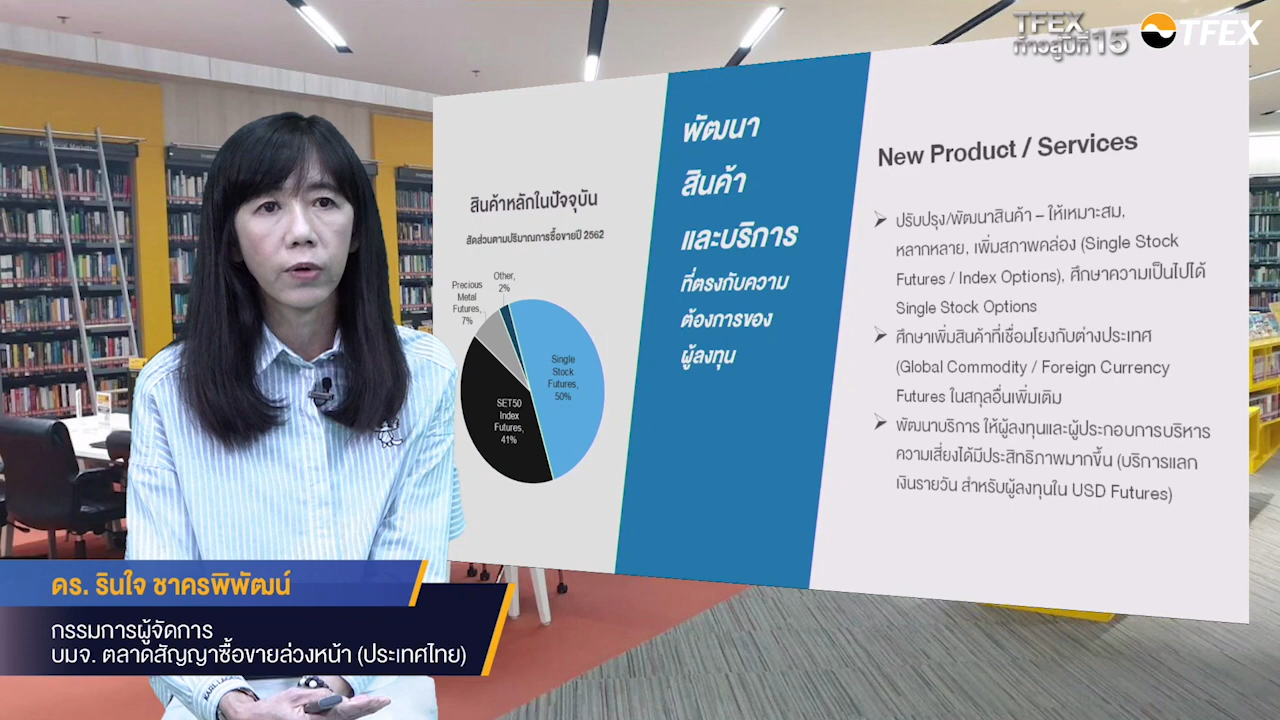 TFEX
ก้าวสู่ปีที่ 15
TFEX
สินค้าหลักในปัจจุบัน
สัดส่วนตามปริมาณการซื้อขายปี 2562
Other,
2%
Precious
Metal
Futures,
7%
Single
Stock
Futures,
50%
SET50
Index
Futures,
41%
พัฒนา
สินค้า
และบริการ
ที่ตรงกับความ
ต้องการของ
ผู้ลงทุน
New Product / Services
ปรับปรุง/พัฒนาสินค้า – ให้เหมาะสม,
หลากหลาย, เพิ่มสภาพคล่อง (Single Stock
Futures / Index Options), ศึกษาความเป็นไปได้
Single Stock Options
ศึกษาเพิ่มสินค้าที่เชื่อมโยงกับต่างประเทศ
(Global Commodity / Foreign Currency
Futures ในสกุลอื่นเพิ่มเติม
พัฒนาบริการ ให้ผู้ลงทุนและผู้ประกอบการบริหาร
ความเสี่ยงได้มีประสิทธิภาพมากขึ้น (บริการแลก
เงินรายวัน สำหรับผู้ลงทุนใน USD Futures)
ดร. รินใจ ชาครพิพัฒน์
กรรมการผู้จัดการ
บมจ. ตลาดสัญญาซื้อขายล่วงหน้า (ประเทศไทย)